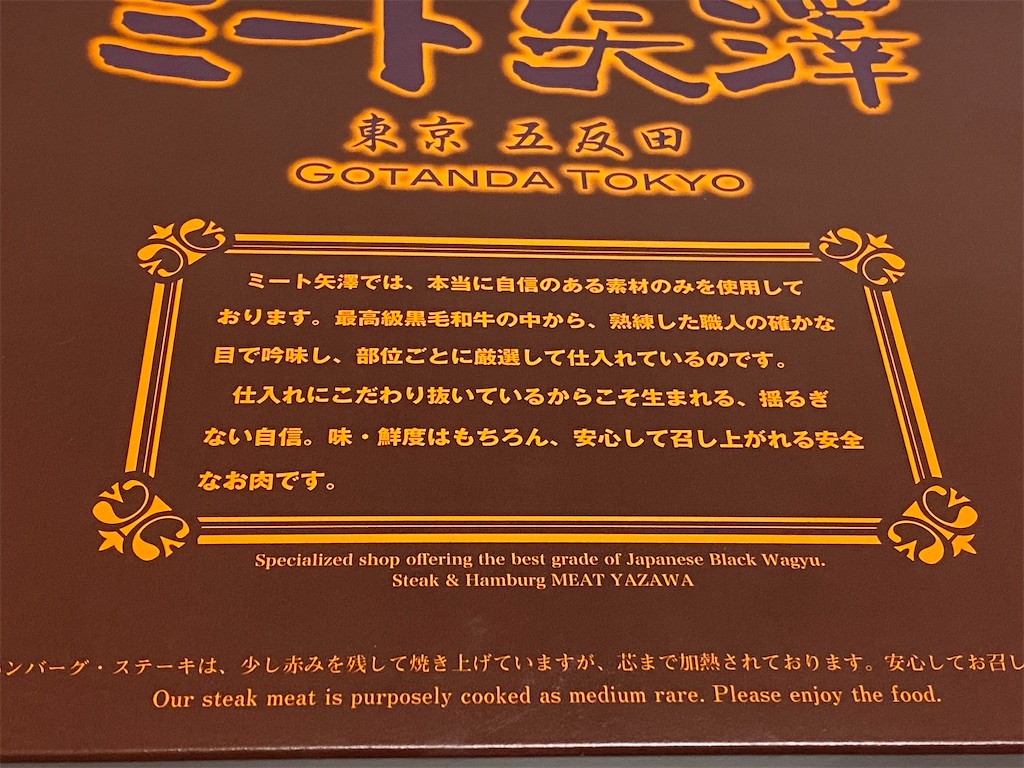 ミート矢澤
東京 五反田
GOTANDA TOKYO
ミート矢澤では、本当に自信のある素材のみを使用して
おります。最高級黒毛和牛の中から、熟練した職人の確かな
目で吟味し、部位ごとに厳選して仕入れているのです。
仕入れにこだわり抜いているからこそ生まれる、揺るぎ
ない自信。味・鮮度はもちろん、安心して召し上がれる安全
なお肉です。
Specialized shop offering the best grade of Japanese Black Wagyu.
Steak & Hamburg MEAT YAZAWA
ンバーグ・ステーキは、少し赤みを残して焼き上げていますが、芯まで加熱されております。安心してお召し
Our steak meat is purposely cooked as medium rare. Please enjoy the food.